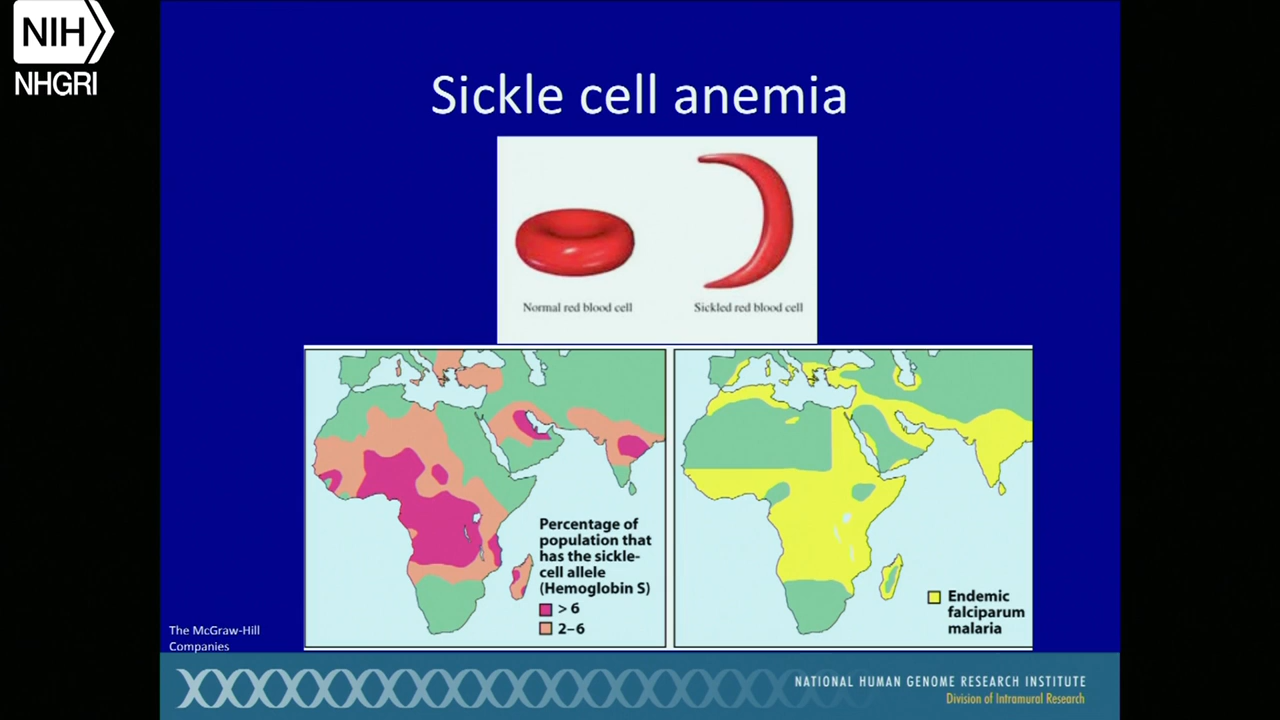 NIH
NHGRI
Sickle cell anemia
Normal red blood cell
Sickled red blood cell
Percentage of
population that
has the sickle-
cell allele
(Hemoglobin S)
> 6
2–6
Endemic
falciparum
malaria
The McGraw-Hill
Companies
NATIONAL HUMAN GENOME RESEARCH INSTITUTE
Division of Intramural Research